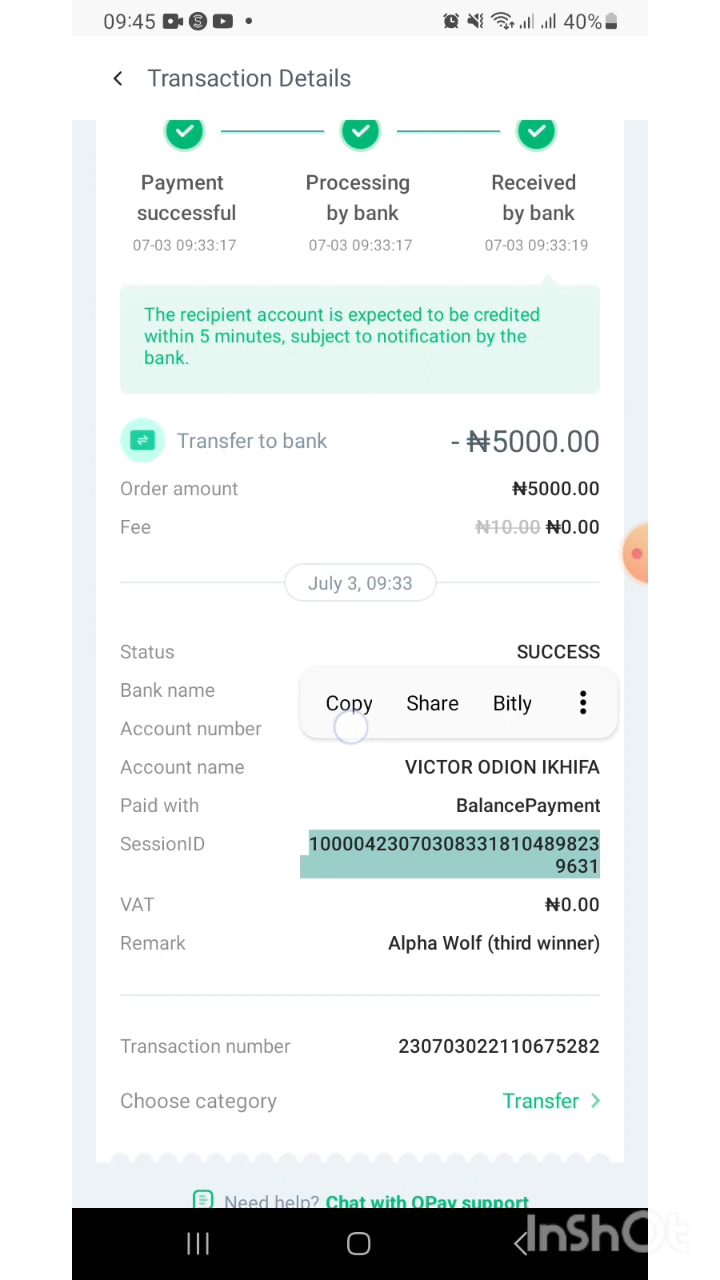 09:45 40%
Transaction Details
Payment successful
07-03 09:33:17
Processing by bank
07-03 09:33:17
Received by bank
07-03 09:33:19
The recipient account is expected to be credited
within 5 minutes, subject to notification by the
bank.
Transfer to bank - ₦5000.00
Order amount ₦5000.00
Fee ₦10.00 ₦0.00
July 3, 09:33
Status SUCCESS
Bank name
Copy Share Bitly
Account number
Account name VICTOR ODION IKHIFA
Paid with BalancePayment
SessionID 10000423070308331810489823
9631
VAT ₦0.00
Remark Alpha Wolf (third winner)
Transaction number 230703022110675282
Choose category Transfer >
Need help? Chat with OPay support
InShOt